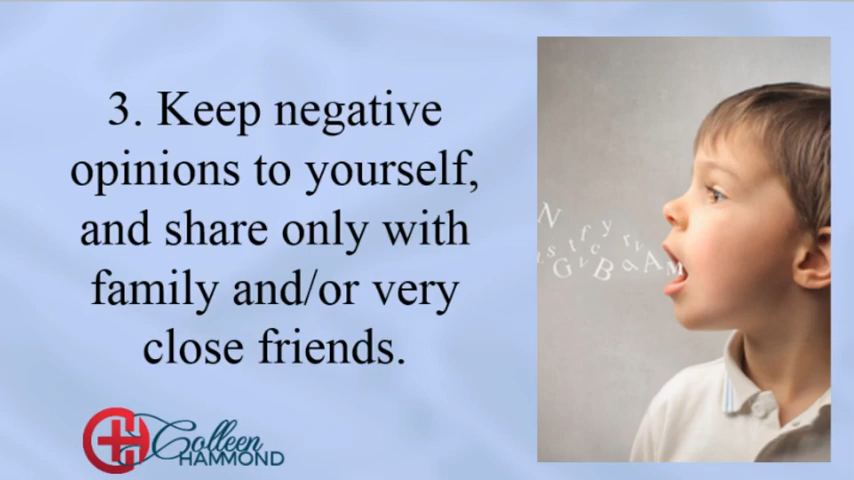 3. Keep negative
opinions to yourself,
and share only with
family and/or very
close friends.
Colleen
HAMMOND